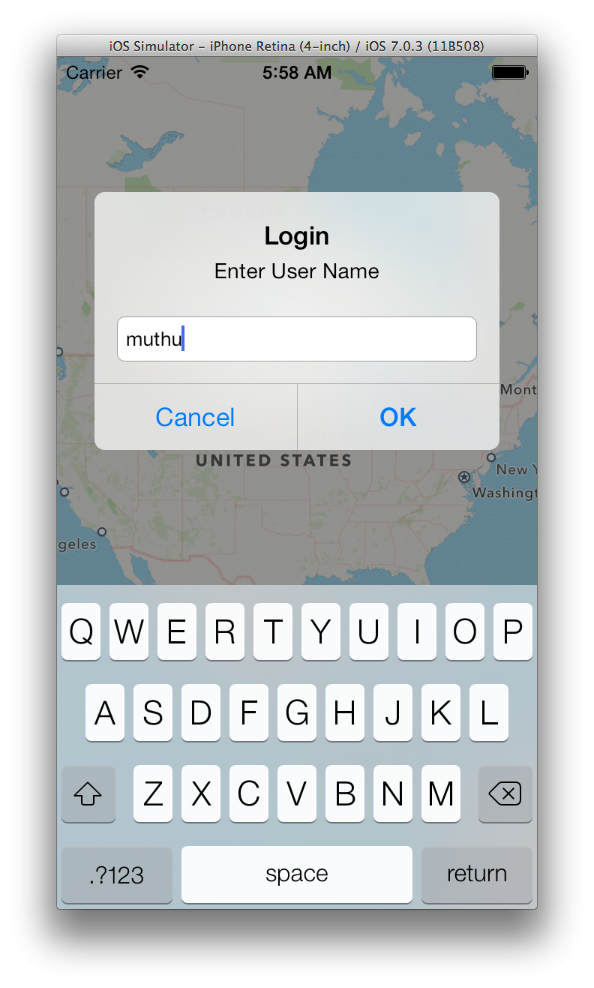 iOS Simulator – iPhone Retina (4-inch) / iOS 7.0.3 (11B508)
Carrier 5:58 AM
Login
Enter User Name
muthu
Cancel OK
Mont
UNITED STATES
New Y
Washingt
geles
Q W E R T Y U I O P
A S D F G H J K L
Z X C V B N M
.?123 space return